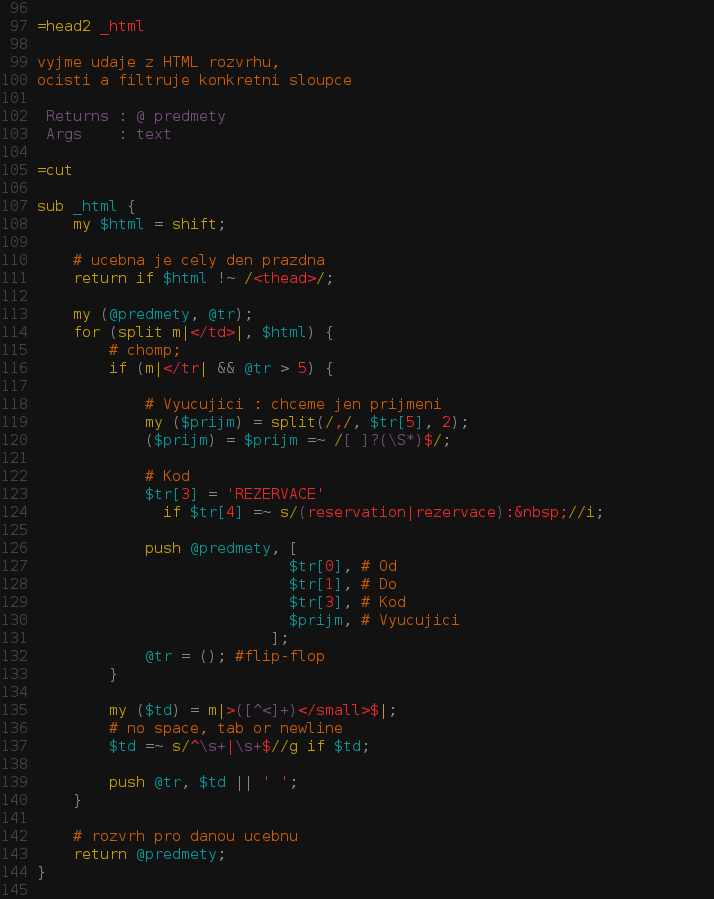 96
97 =head2 _html
98
99 vyjme udaje z HTML rozvrhu,
100 ocisti a filtruje konkretni sloupce
101
102  Returns : @ predmety
103  Args    : text
104
105 =cut
106
107 sub _html {
108     my $html = shift;
109
110     # ucebna je cely den prazdna
111     return if $html !~ /<thead>/;
112
113     my (@predmety, @tr);
114     for (split m|</td>|, $html) {
115         # chomp;
116         if (m|</tr| && @tr > 5) {
117
118             # Vyucujici : chceme jen prijmeni
119             my ($prijm) = split(/,/, $tr[5], 2);
120             ($prijm) = $prijm =~ /[ ]?(\S*)$/;
121
122             # Kod
123             $tr[3] = 'REZERVACE'
124               if $tr[4] =~ s/(reservation|rezervace):&nbsp;//i;
125
126             push @predmety, [
127                             $tr[0], # Od
128                             $tr[1], # Do
129                             $tr[3], # Kod
130                             $prijm, # Vyucujici
131                           ];
132             @tr = (); #flip-flop
133         }
134
135         my ($td) = m|>([^<]+)</small>$|;
136         # no space, tab or newline
137         $td =~ s/^\s+|\s+$//g if $td;
138
139         push @tr, $td || ' ';
140     }
141
142     # rozvrh pro danou ucebnu
143     return @predmety;
144 }
145